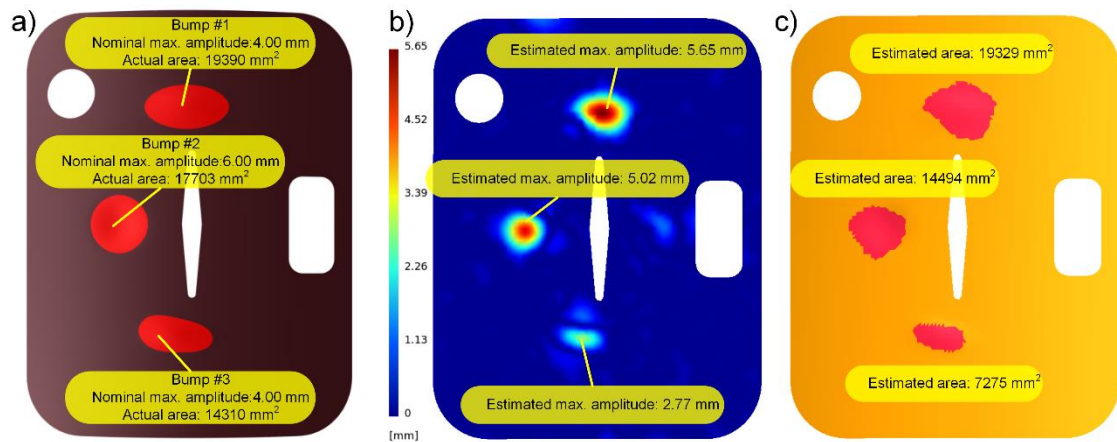 a)
Bump #1
Nominal max. amplitude:4.00 mm
Actual area: 19390 mm²
Bump #2
Nominal max. amplitude:6.00 mm
Actual area: 17703 mm²
Bump #3
Nominal max. amplitude:4.00 mm
Actual area: 14310 mm²
b)
5.65
4.52
3.39
2.26
1.13
0
[mm]
Estimated max. amplitude: 5.65 mm
Estimated max. amplitude: 5.02 mm
Estimated max. amplitude: 2.77 mm
c)
Estimated area: 19329 mm²
Estimated area: 14494 mm²
Estimated area: 7275 mm²